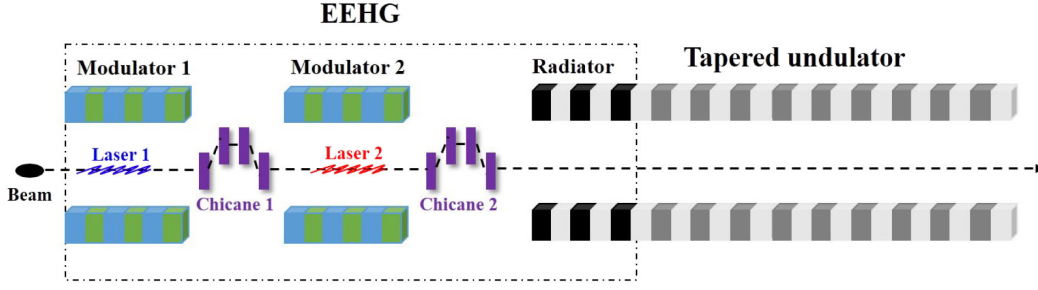 EEHG
Modulator 1
Modulator 2
Radiator
Tapered undulator
Laser 1
Laser 2
Beam
Chicane 1
Chicane 2